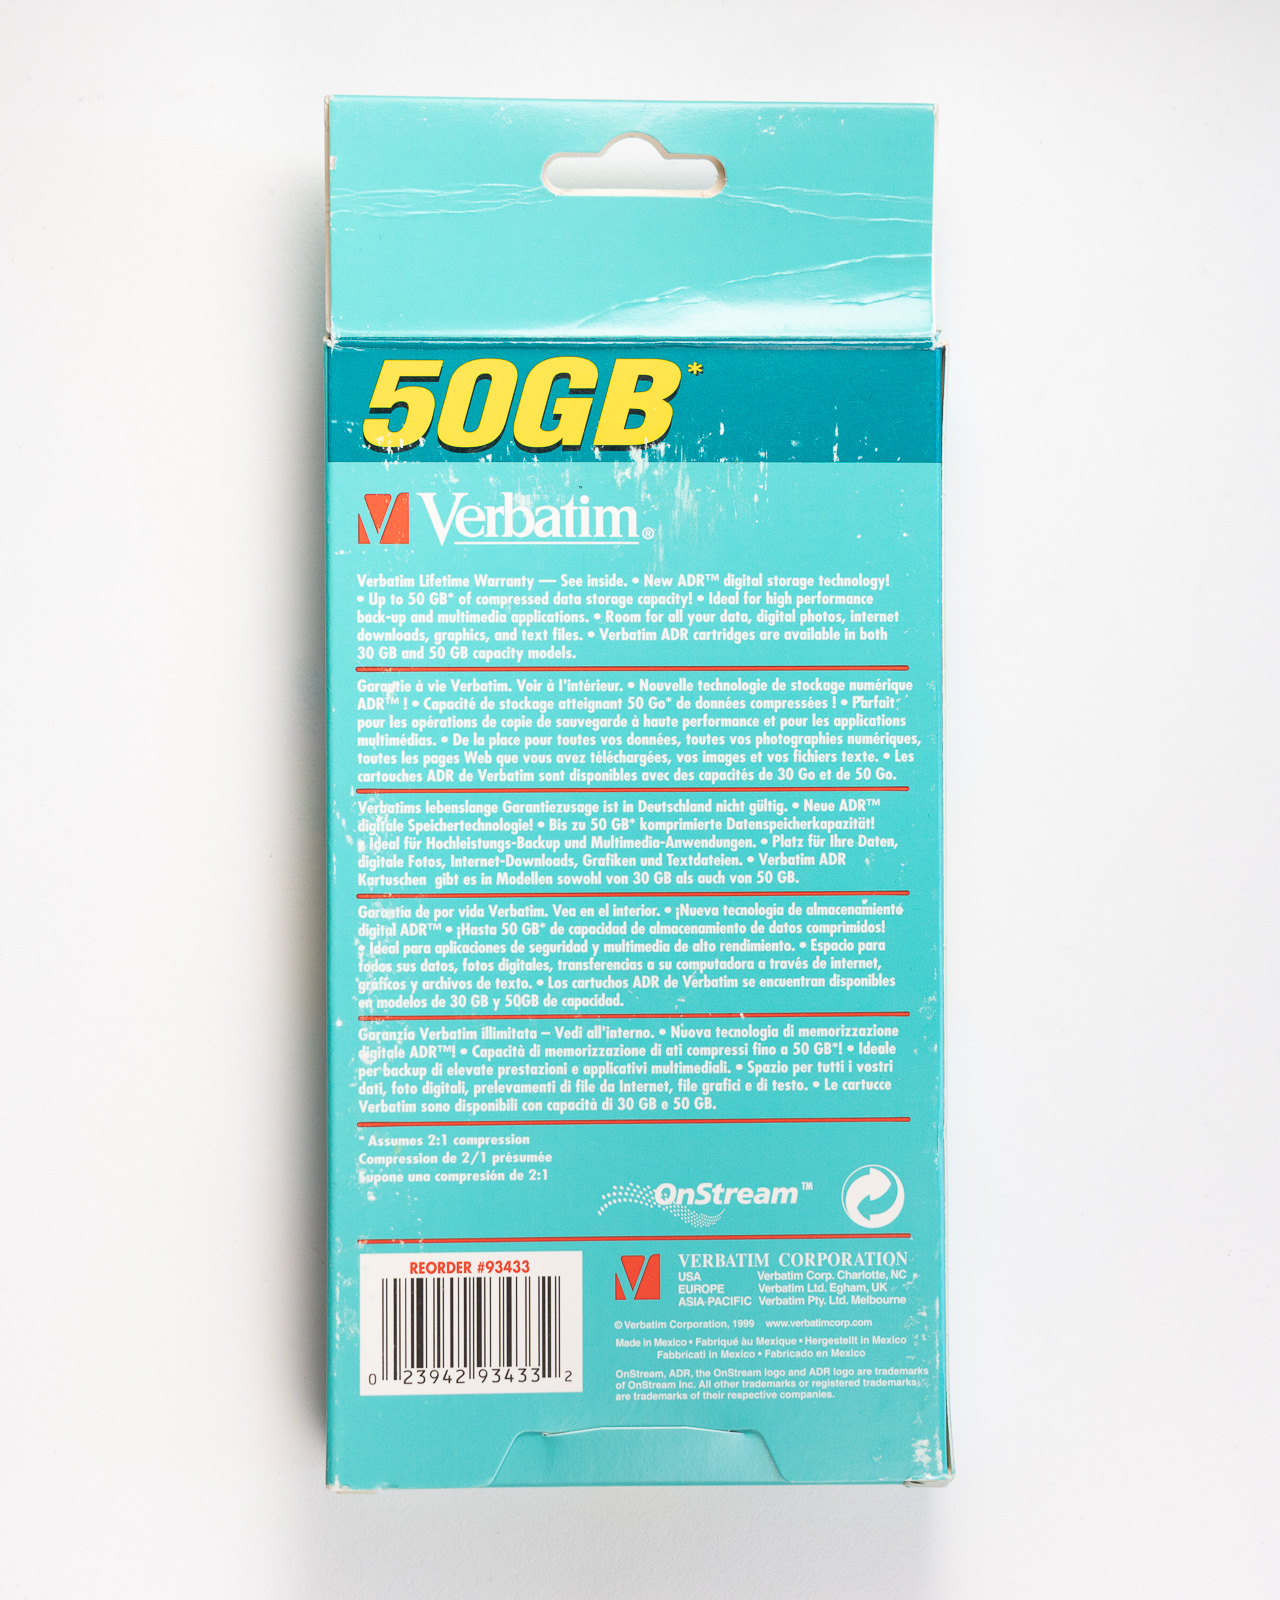 50GB*
Verbatim®
Verbatim Lifetime Warranty — See inside. • New ADR™ digital storage technology!
• Up to 50 GB* of compressed data storage capacity! • Ideal for high performance
back-up and multimedia applications. • Room for all your data, digital photos, internet
downloads, graphics, and text files. • Verbatim ADR cartridges are available in both
30 GB and 50 GB capacity models.
Garantie à vie Verbatim. Voir à l'intérieur. • Nouvelle technologie de stockage numérique
ADR™ ! • Capacité de stockage atteignant 50 Go* de données compressées ! • Parfait
pour les opérations de copie de sauvegarde à haute performance et pour les applications
multimédias. • De la place pour toutes vos données, toutes vos photographies numériques,
toutes les pages Web que vous avez téléchargées, vos images et vos fichiers texte. • Les
cartouches ADR de Verbatim sont disponibles avec des capacités de 30 Go et de 50 Go.
Verbatims lebenslange Garantiezusage ist in Deutschland nicht gültig. • Neue ADR™
digitale Speichertechnologie! • Bis zu 50 GB* komprimierte Datenspeicherkapazität!
• Ideal für Hochleistungs-Backup und Multimedia-Anwendungen. • Platz für Ihre Daten,
digitale Fotos, Internet-Downloads, Grafiken und Textdateien. • Verbatim ADR
Kartuschen gibt es in Modellen sowohl von 30 GB als auch von 50 GB.
Garantía de por vida Verbatim. Vea en el interior. • ¡Nueva tecnología de almacenamiento
digital ADR™ • ¡Hasta 50 GB* de capacidad de almacenamiento de datos comprimidos!
• Ideal para aplicaciones de seguridad y multimedia de alto rendimiento. • Espacio para
todos sus datos, fotos digitales, transferencias a su computadora a través de internet,
gráficos y archivos de texto. • Los cartuchos ADR de Verbatim se encuentran disponibles
en modelos de 30 GB y 50GB de capacidad.
Garanzia Verbatim illimitata – Vedi all'interno. • Nuova tecnologia di memorizzazione
digitale ADR™! • Capacità di memorizzazione di ati compressi fino a 50 GB*! • Ideale
per backup di elevate prestazioni e applicativi multimediali. • Spazio per tutti i vostri
dati, foto digitali, prelevamenti di file da Internet, file grafici e di testo. • Le cartucce
Verbatim sono disponibili con capacità di 30 GB e 50 GB.
* Assumes 2:1 compression
Compression de 2/1 présumée
Supone una compresión de 2:1
OnStream™
REORDER #93433
0 23942 93433 2
VERBATIM CORPORATION
USA Verbatim Corp. Charlotte, NC
EUROPE Verbatim Ltd. Egham, UK
ASIA-PACIFIC Verbatim Pty. Ltd. Melbourne
© Verbatim Corporation, 1999 www.verbatimcorp.com
Made in Mexico • Fabriqué àu Mexique • Hergestellt in Mexico
Fabbricati in Mexico • Fabricado en Mexico
OnStream, ADR, the OnStream logo and ADR logo are trademarks
of OnStream Inc. All other trademarks or registered trademarks
are trademarks of their respective companies.